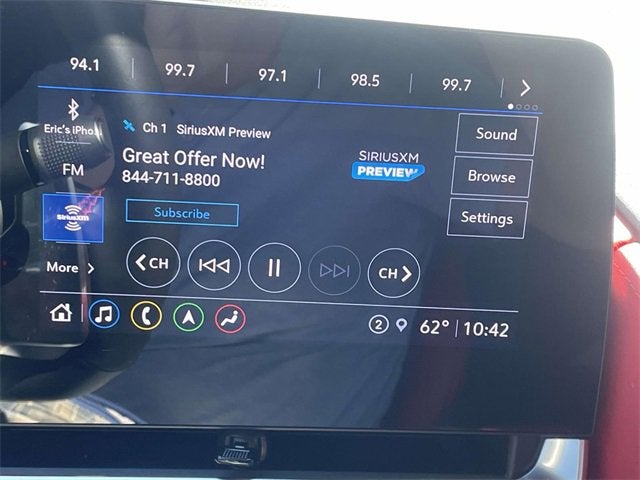 94.1 99.7 97.1 98.5 99.7
Eric's iPho
Ch 1 SiriusXM Preview
Great Offer Now!
844-711-8800
SIRIUSXM
PREVIEW
Sound
Browse
Settings
FM
SiriusXM
Subscribe
More
CH
CH
2 62° 10:42